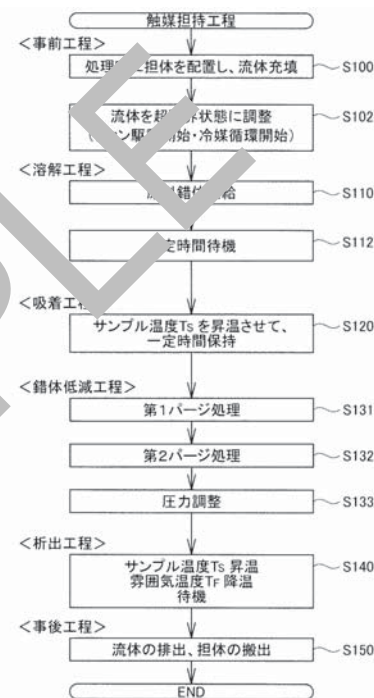 触媒担持工程
<事前工程>
処理 に担体を配置し、流体充填
S100
流体を超 界状態に調整
S102
( ン駆 開始・冷媒循環開始)
<溶解工程>
錯体 給
S110
定時間待機
S112
<吸着工
サンプル温度Ts を昇温させて、
一定時間保持
S120
<錯体低減工程>
第1パージ処理
S131
第2パージ処理
S132
圧力調整
S133
<析出工程>
サンプル温度Ts 昇温
雰囲気温度TF 降温
待機
S140
<事後工程>
流体の排出、担体の搬出
S150
END